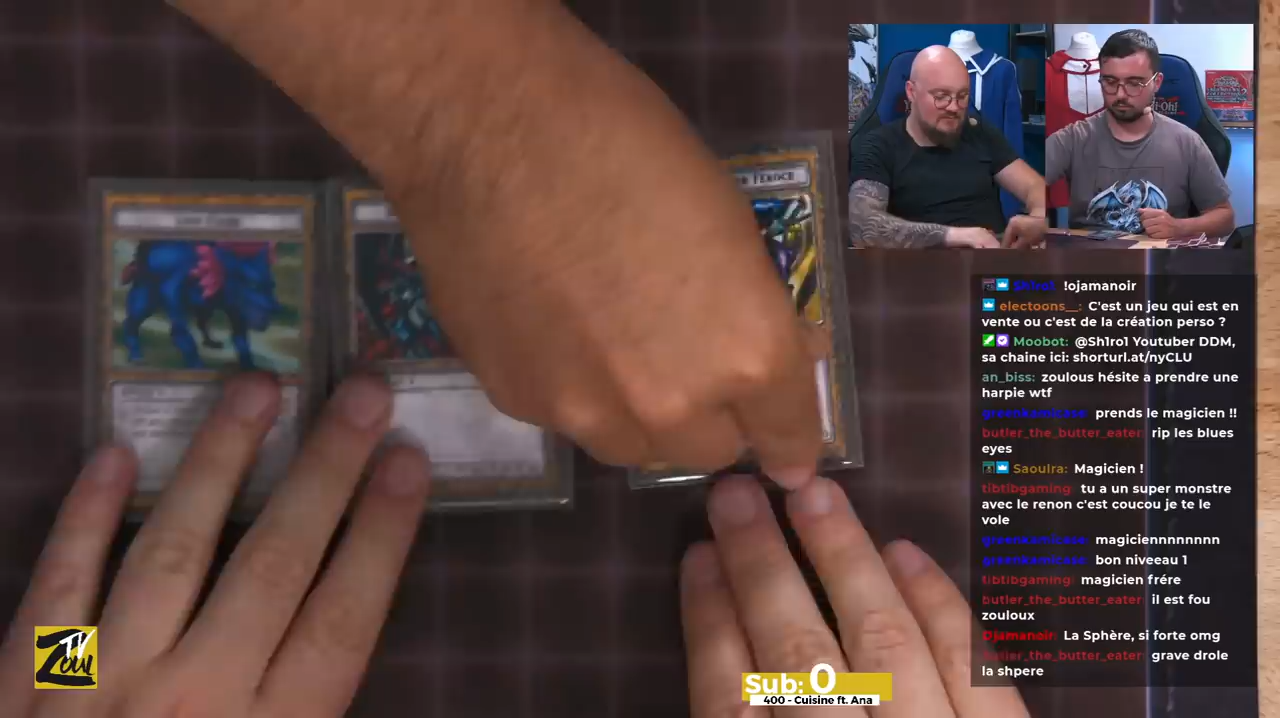 Sh1ro1 !ojamanoir
electoons__: C'est un jeu qui est en
vente ou c'est de la création perso ?
Moobot: @Sh1ro1 Youtuber DDM,
sa chaine ici: shorturl.at/nyCLU
an_biss: zoulous hésite a prendre une
harpie wtf
greenkamicase: prends le magicien !!
butler_the_butter_eater: rip les blues
eyes
Saoulra: Magicien !
tibtibgaming: tu a un super monstre
avec le renon c'est coucou je te le
vole
greenkamicase: magiciennnnnnnn
greenkamicase: bon niveeau 1
tibtibgaming: magicien frére
butler_the_butter_eater: il est fou
zouloux
Ojamanoir: La Sphère, si forte omg
butler_the_butter_eater: grave drole
la shpere
TV
Zoul
Sub: 0
400 - Cuisine ft. Ana